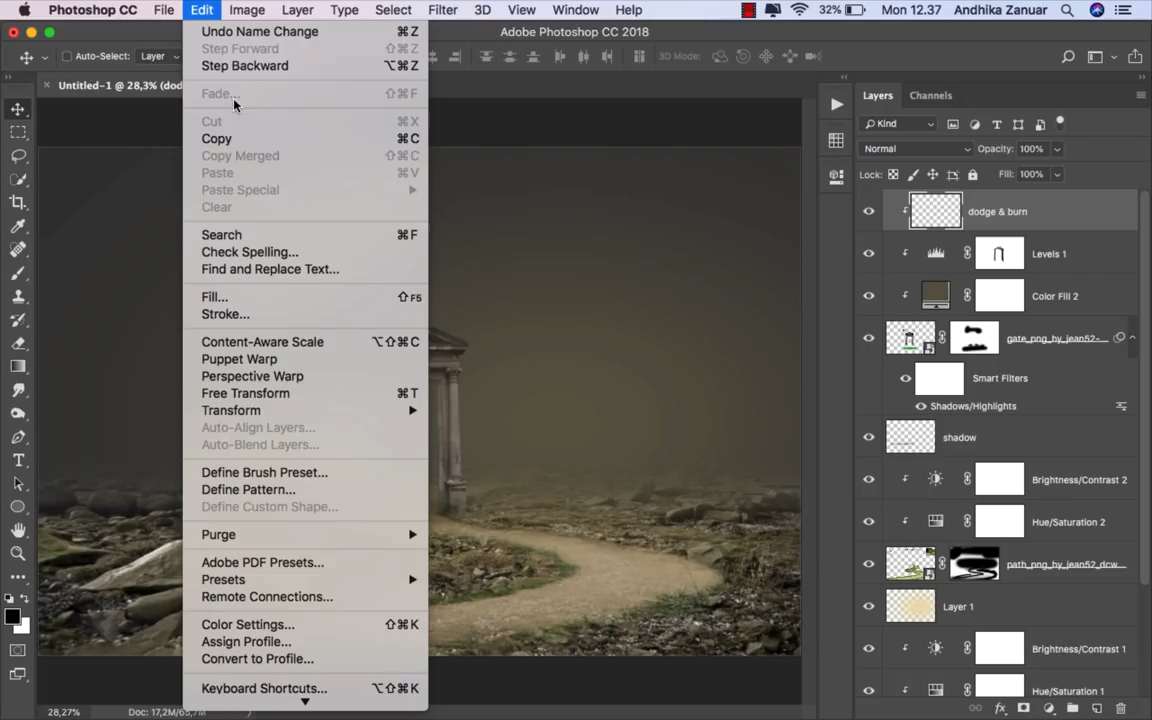 Photoshop CC File Edit Image Layer Type Select Filter 3D View Window Help 32% Mon 12.37 Andhika Zanuar
Adobe Photoshop CC 2018
Auto-Select: Layer 3D Mode:
Untitled-1 @ 28,3% (dod
Undo Name Change ⌘Z
Step Forward ⇧⌘Z
Step Backward ⌥⌘Z
Fade... ⇧⌘F
Cut ⌘X
Copy ⌘C
Copy Merged ⇧⌘C
Paste ⌘V
Paste Special
Clear
Search ⌘F
Check Spelling...
Find and Replace Text...
Fill... ⇧F5
Stroke...
Content-Aware Scale ⌥⇧⌘C
Puppet Warp
Perspective Warp
Free Transform ⌘T
Transform
Auto-Align Layers...
Auto-Blend Layers...
Define Brush Preset...
Define Pattern...
Define Custom Shape...
Purge
Adobe PDF Presets...
Presets
Remote Connections...
Color Settings... ⇧⌘K
Assign Profile...
Convert to Profile...
Keyboard Shortcuts... ⌥⇧⌘K
Layers Channels
Kind
Normal Opacity: 100%
Lock: Fill: 100%
dodge & burn
Levels 1
Color Fill 2
gate_png_by_jean52-...
Smart Filters
Shadows/Highlights
shadow
Brightness/Contrast 2
Hue/Saturation 2
path_png_by_jean52_dcw...
Layer 1
Brightness/Contrast 1
Hue/Saturation 1
28,27% Doc: 17,2M/65,7M